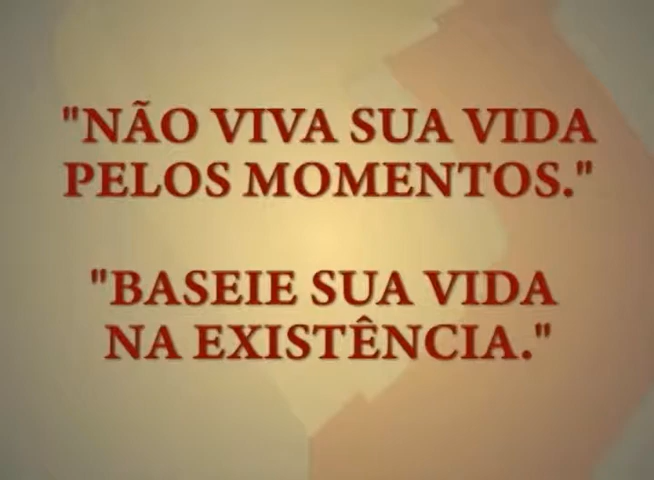 "NÃO VIVA SUA VIDA
PELOS MOMENTOS."
"BASEIE SUA VIDA
NA EXISTÊNCIA."